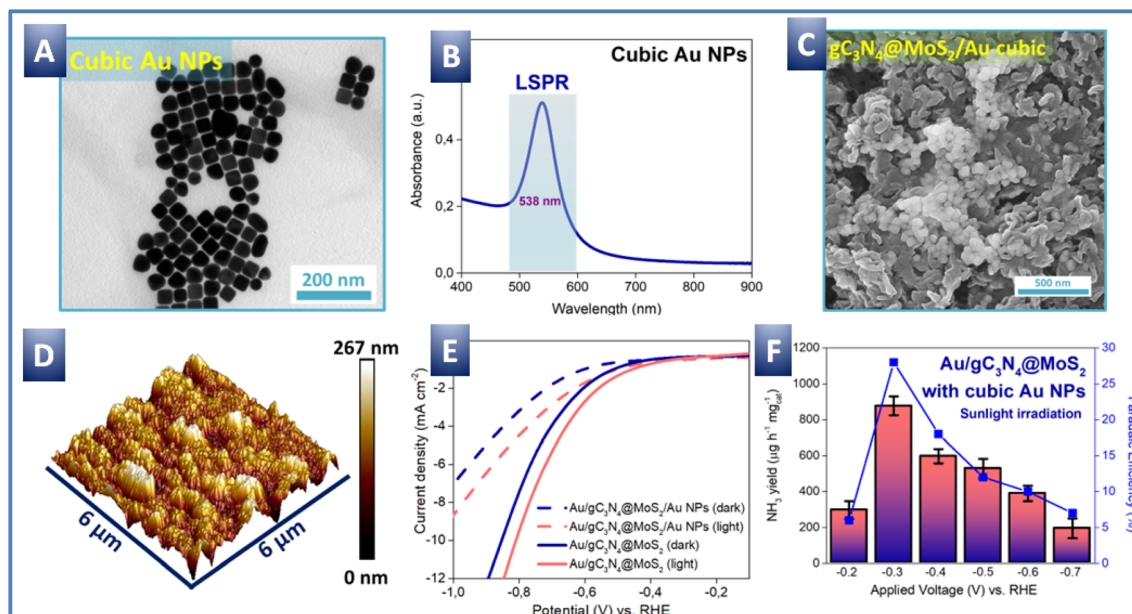 A
Cubic Au NPs
200 nm
B
Cubic Au NPs
LSPR
538 nm
Absorbance (a.u.)
0,4
0,2
0,0
400 500 600 700 800 900
Wavelength (nm)
C
gC₃N₄@MoS₂/Au cubic
500 nm
D
267 nm
0 nm
6 µm
6 µm
E
Current density (mA cm⁻²)
-2
-4
-6
-8
-10
-12
Au/gC₃N₄@MoS₂/Au NPs (dark)
Au/gC₃N₄@MoS₂/Au NPs (light)
Au/gC₃N₄@MoS₂ (dark)
Au/gC₃N₄@MoS₂ (light)
-1,0 -0,8 -0,6 -0,4 -0,2
Potential (V) vs. RHE
F
Au/gC₃N₄@MoS₂
with cubic Au NPs
Sunlight irradiation
NH₃ yield (µg h⁻¹ mg⁻¹cat)
1200
1000
800
600
400
200
30
25
20
15
10
5
0
-0.2 -0.3 -0.4 -0.5 -0.6 -0.7
Applied Voltage (V) vs. RHE